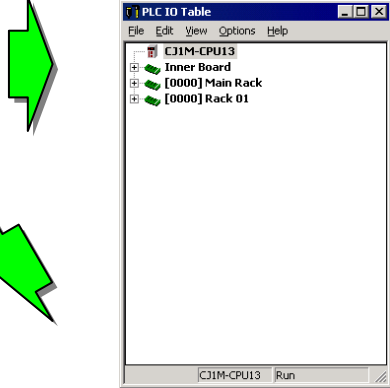 PLC IO Table
File Edit View Options Help
CJ1M-CPU13
Inner Board
[0000] Main Rack
[0000] Rack 01
CJ1M-CPU13 Run